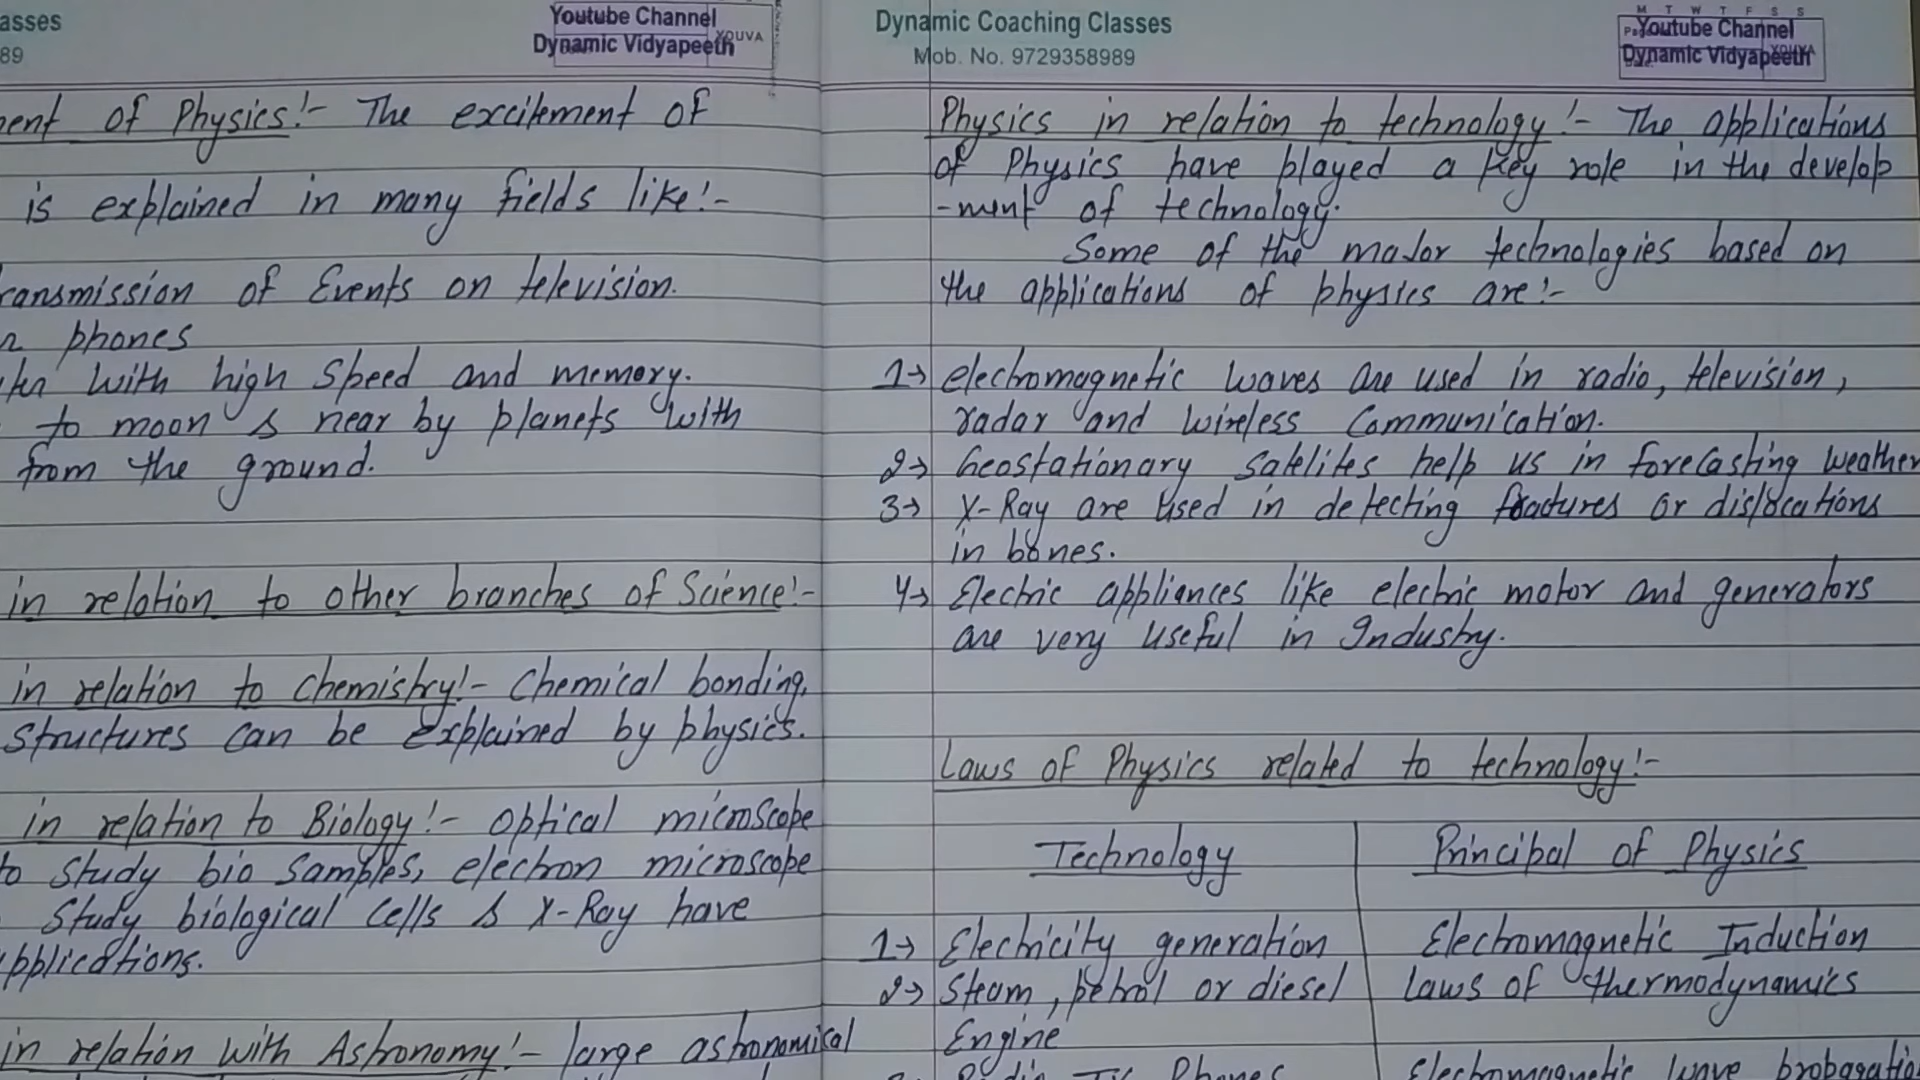 asses
89
Youtube Channel
Dynamic Vidyapeeth
YOUVA
of Physics:- The excitement of
is explained in many fields like:-
of Events on television.
phones
with high speed and memory.
to moon & near by planets with
from the ground.
in relation to other branches of Science:-
in relation to chemistry:- Chemical bonding,
structures can be explained by physics.
in relation to Biology:- optical microscope
to study bio samples, electron microscope
study biological cells & X-Ray have
in relation with Astronomy:- large astronomical
Dynamic Coaching Classes
Mob. No. 9729358989
M T W T F S S
Youtube Channel
Dynamic Vidyapeeth
YOUVA
Physics in relation to technology:- The applications
of Physics have played a key role in the develop
-ment of technology.
Some of the major technologies based on
the applications of physics are:-
1→ electromagnetic waves are used in radio, television,
radar and wireless Communication.
2→ Geostationary satelites help us in forecasting weather
3→ X-Ray are used in detecting fractures or dislocations
in bones.
4→ Electric appliances like electric motor and generators
are very useful in Industry.
Laws of Physics related to technology:-
Technology Principal of Physics
1→ Electricity generation Electromagnetic Induction
2→ Steam, petrol or diesel Laws of thermodynamics
Engine
Phones Electromagnetic wave